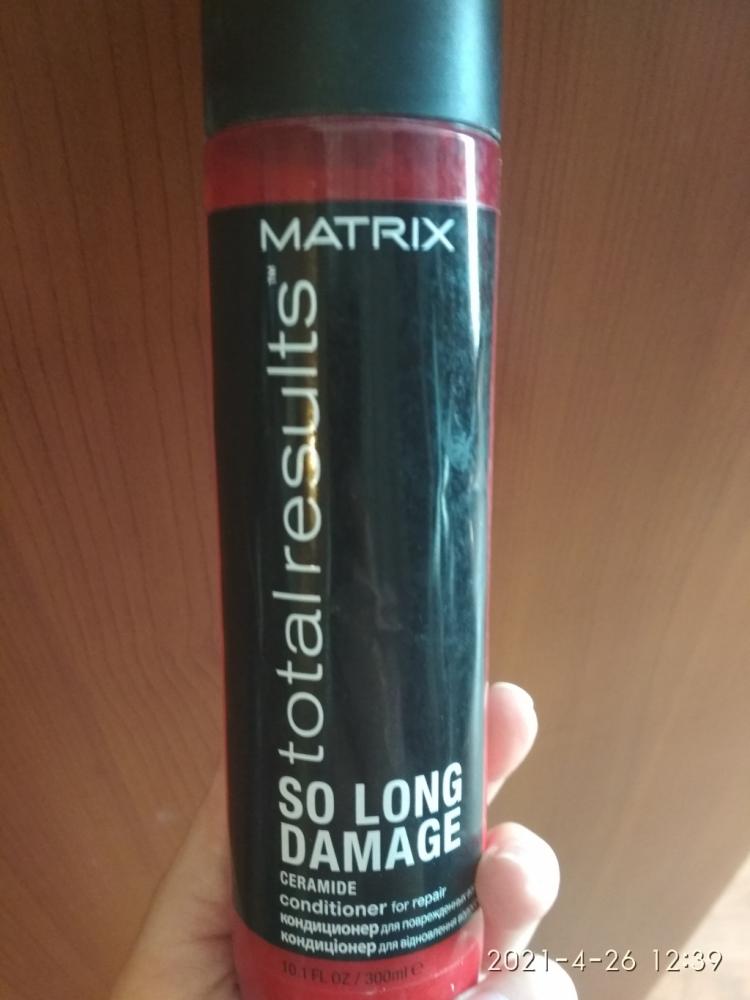 MATRIX
total results™
SO LONG
DAMAGE
CERAMIDE
conditioner for repair
кондиционер для поврежденных
кондиціонер для відновлення
10.1 FL OZ / 300ml ℮
2021-4-26 12:39